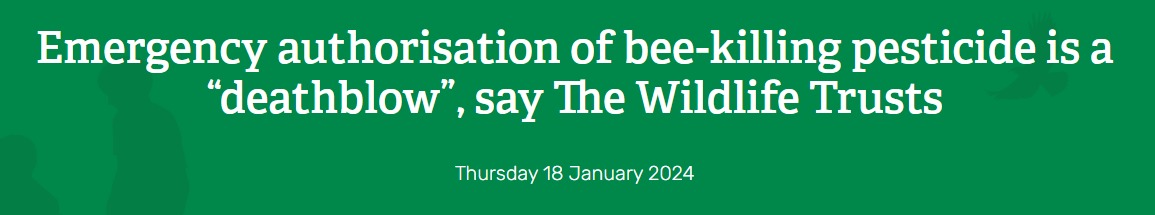 Emergency authorisation of bee-killing pesticide is a
“deathblow”, say The Wildlife Trusts
Thursday 18 January 2024